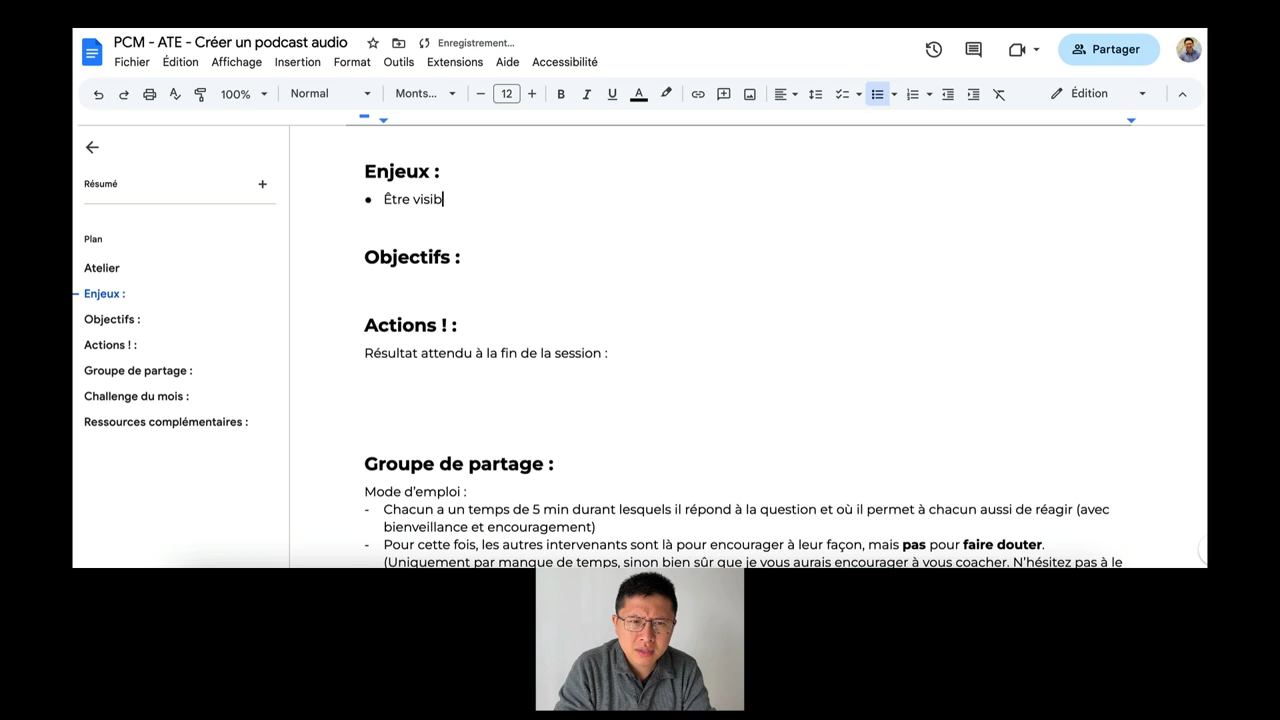 PCM - ATE - Créer un podcast audio
Enregistrement...
Fichier Édition Affichage Insertion Format Outils Extensions Aide Accessibilité
Partager
100% Normal Monts... 12 B I U A Édition
Résumé
Plan
Atelier
Enjeux :
Objectifs :
Actions ! :
Groupe de partage :
Challenge du mois :
Ressources complémentaires :
Enjeux :
● Être visib
Objectifs :
Actions ! :
Résultat attendu à la fin de la session :
Groupe de partage :
Mode d’emploi :
- Chacun a un temps de 5 min durant lesquels il répond à la question et où il permet à chacun aussi de réagir (avec
bienveillance et encouragement)
- Pour cette fois, les autres intervenants sont là pour encourager à leur façon, mais pas pour faire douter.
(Uniquement par manque de temps, sinon bien sûr que je vous aurais encourager à vous coacher. N’hésitez pas à le